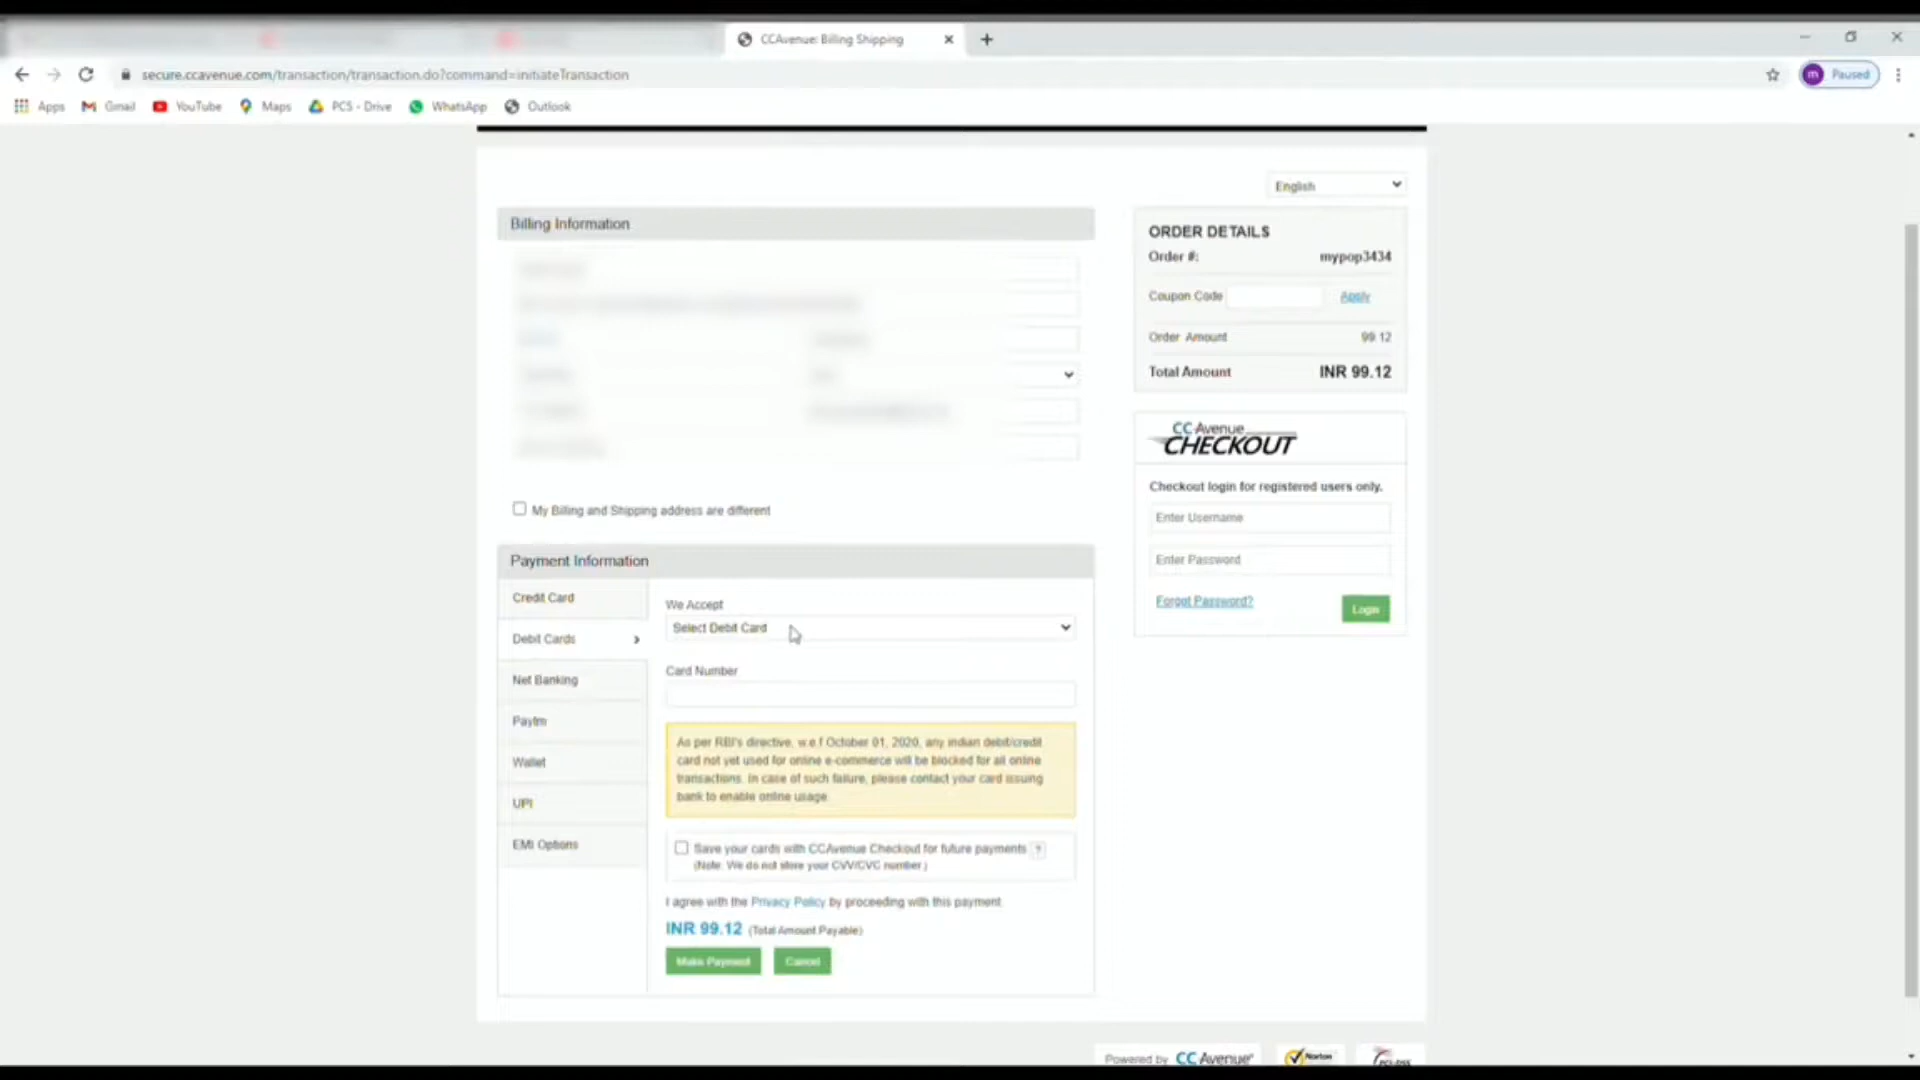 CCAvenue: Billing Shipping
secure.ccavenue.com/transaction/transaction.do?command=initiateTransaction
Paused
Apps
Gmail
YouTube
Maps
PCS - Drive
WhatsApp
Outlook
English
Billing Information
My Billing and Shipping address are different
Payment Information
Credit Card
Debit Cards
Net Banking
Paytm
Wallet
UPI
EMI Options
We Accept
Select Debit Card
Card Number
As per RBI's directive, w.e.f October 01, 2020, any indian debit/credit
card not yet used for online e-commerce will be blocked for all online
transactions. In case of such failure, please contact your card issuing
bank to enable online usage.
Save your cards with CCAvenue Checkout for future payments ?
(Note: We do not store your CVV/CVC number.)
I agree with the Privacy Policy by proceeding with this payment
INR 99.12 (Total Amount Payable)
Make Payment
Cancel
ORDER DETAILS
Order #: mypop3434
Coupon Code Apply
Order Amount 99.12
Total Amount INR 99.12
CCAvenue
CHECKOUT
Checkout login for registered users only.
Enter Username
Enter Password
Forgot Password?
Login
Powered by CCAvenue
Norton
PCI-DSS